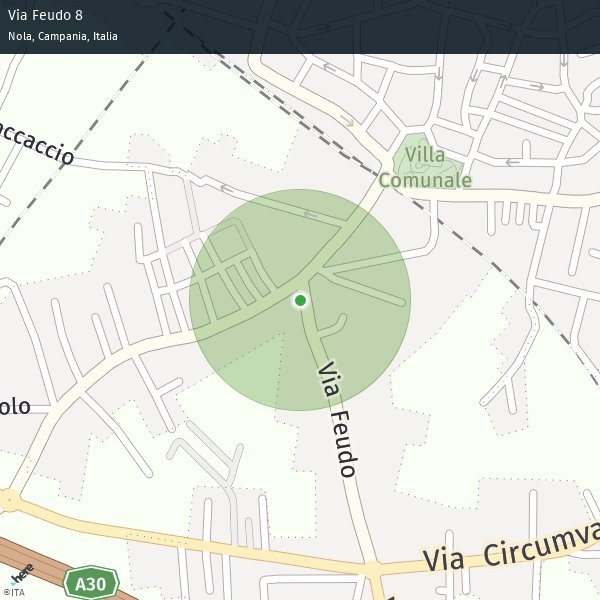 Via Feudo 8
Nola, Campania, Italia
accaccio
Villa
Comunale
Via Feudo
olo
Via Circumva
A30
here
©ITA